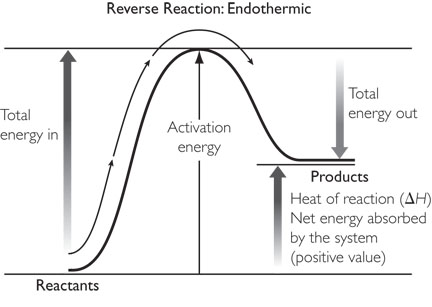 Reverse Reaction: Endothermic
Total
energy in
Activation
energy
Total
energy out
Products
Heat of reaction (ΔH)
Net energy absorbed
by the system
(positive value)
Reactants